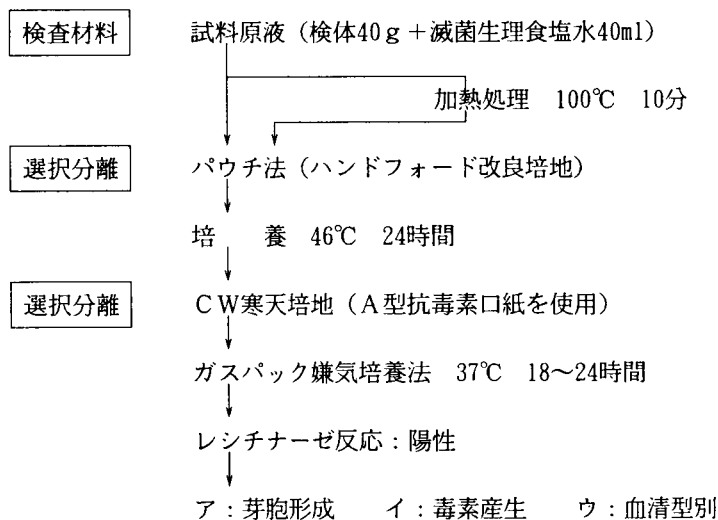 検査材料 試料原液（検体40ｇ＋滅菌生理食塩水40ml）
加熱処理 100℃ 10分
選択分離 パウチ法（ハンドフォード改良培地）
培　　養 46℃ 24時間
選択分離 ＣＷ寒天培地（Ａ型抗毒素口紙を使用）
ガスパック嫌気培養法 37℃ 18～24時間
レシチナーゼ反応：陽性
ア：芽胞形成 イ：毒素産生 ウ：血清型別